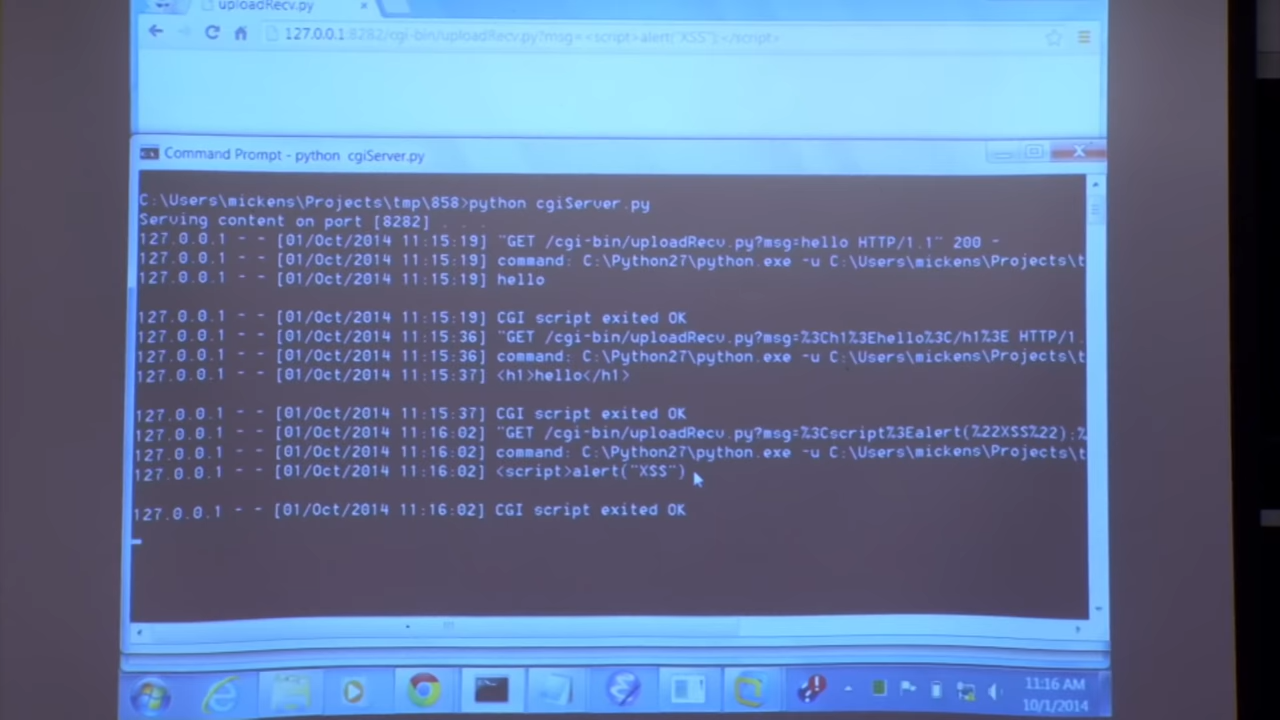 uploadRecv.py
127.0.0.1:8282/cgi-bin/uploadRecv.py?msg=<script>alert("XSS");</script>
Command Prompt - python cgiServer.py
C:\Users\mickens\Projects\tmp\858>python cgiServer.py
Serving content on port [8282] . . .
127.0.0.1 - - [01/Oct/2014 11:15:19] "GET /cgi-bin/uploadRecv.py?msg=hello HTTP/1.1" 200 -
127.0.0.1 - - [01/Oct/2014 11:15:19] command: C:\Python27\python.exe -u C:\Users\mickens\Projects\t
127.0.0.1 - - [01/Oct/2014 11:15:19] hello
127.0.0.1 - - [01/Oct/2014 11:15:19] CGI script exited OK
127.0.0.1 - - [01/Oct/2014 11:15:36] "GET /cgi-bin/uploadRecv.py?msg=%3Ch1%3Ehello%3C/h1%3E HTTP/1.
127.0.0.1 - - [01/Oct/2014 11:15:36] command: C:\Python27\python.exe -u C:\Users\mickens\Projects\t
127.0.0.1 - - [01/Oct/2014 11:15:37] <h1>hello</h1>
127.0.0.1 - - [01/Oct/2014 11:15:37] CGI script exited OK
127.0.0.1 - - [01/Oct/2014 11:16:02] "GET /cgi-bin/uploadRecv.py?msg=%3Cscript%3Ealert(%22XSS%22);%
127.0.0.1 - - [01/Oct/2014 11:16:02] command: C:\Python27\python.exe -u C:\Users\mickens\Projects\t
127.0.0.1 - - [01/Oct/2014 11:16:02] <script>alert("XSS")
127.0.0.1 - - [01/Oct/2014 11:16:02] CGI script exited OK
11:16 AM
10/1/2014